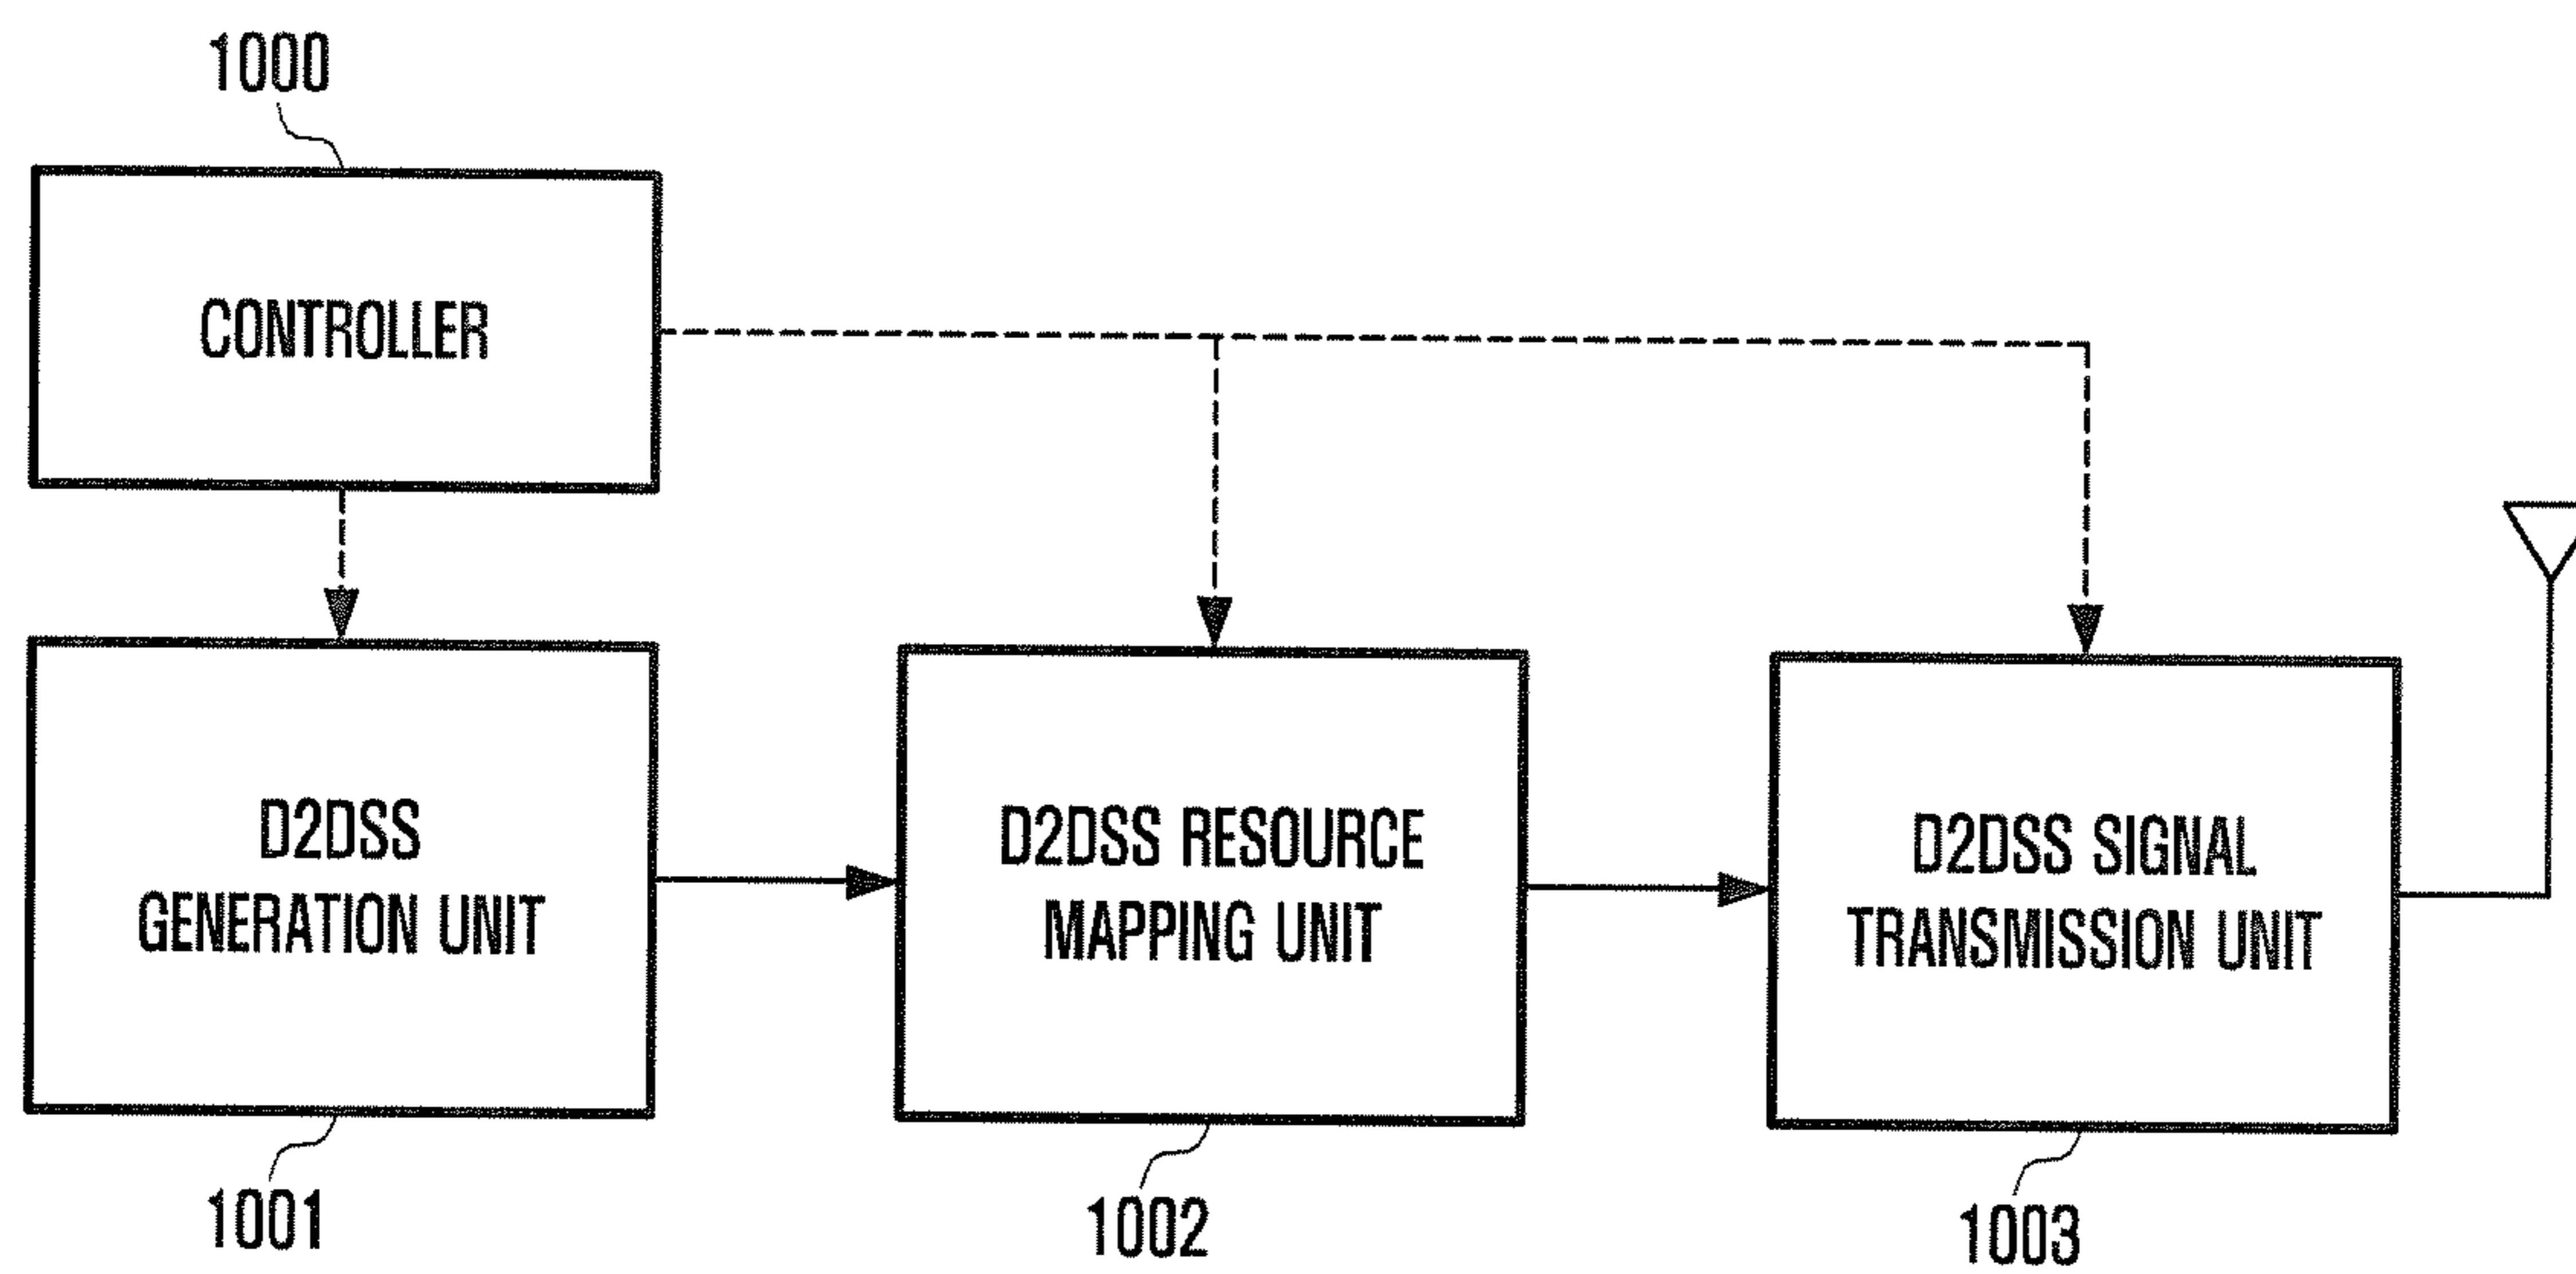 1000
CONTROLLER
D2DSS
GENERATION UNIT
D2DSS RESOURCE
MAPPING UNIT
D2DSS SIGNAL
TRANSMISSION UNIT
1001
1002
1003